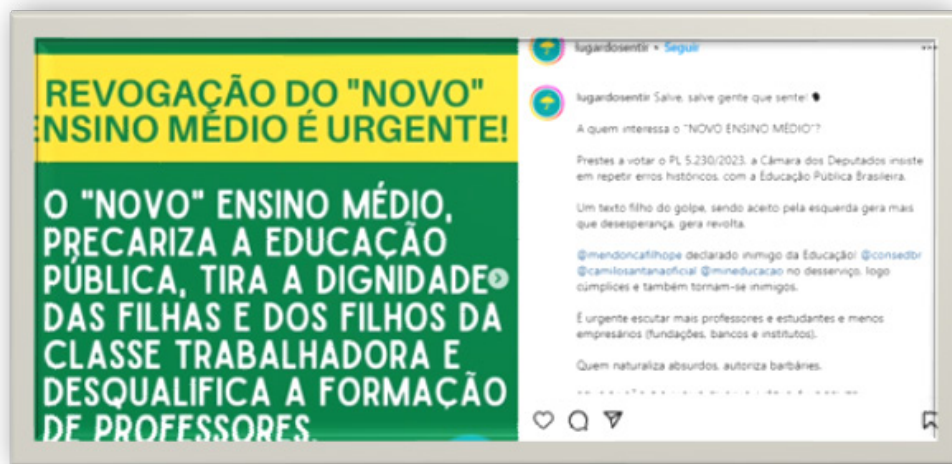 REVOGAÇÃO DO "NOVO"
ENSINO MÉDIO É URGENTE!
O "NOVO" ENSINO MÉDIO,
PRECARIZA A EDUCAÇÃO
PÚBLICA, TIRA A DIGNIDADE
DAS FILHAS E DOS FILHOS DA
CLASSE TRABALHADORA E
DESQUALIFICA A FORMAÇÃO
DE PROFESSORES.
lugardosentir • Seguir
lugardosentir Salve, salve gente que sente!
A quem interessa o "NOVO ENSINO MÉDIO"?
Prestes a votar o PL 5.230/2023, a Câmara dos Deputados insiste
em repetir erros históricos, com a Educação Pública Brasileira.
Um texto filho do golpe, sendo aceito pela esquerda gera mais
que desesperança, gera revolta.
@mendoncafilhope declarado inimigo da Educação! @consedbr
@camilosantanaoficial @mineducacao no desserviço, logo
cúmplices e também tornam-se inimigos.
É urgente escutar mais professores e estudantes e menos
empresários (fundações, bancos e institutos).
Quem naturaliza absurdos, autoriza barbáries.